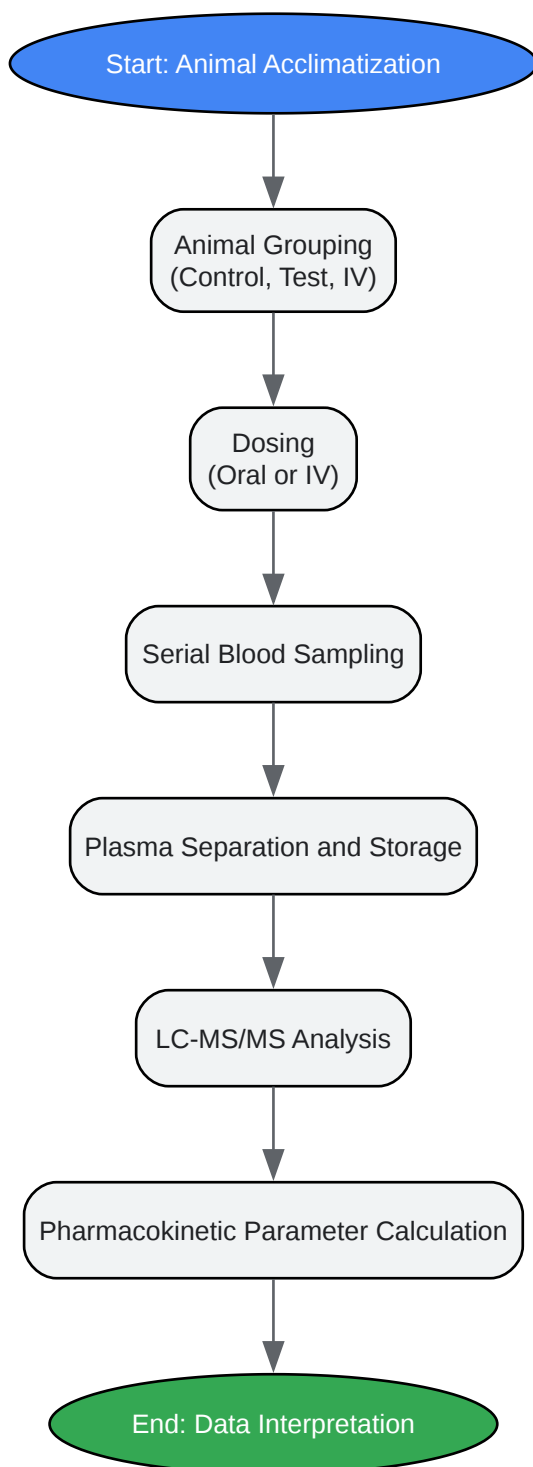 Start: Animal Acclimatization
Animal Grouping
(Control, Test, IV)
Dosing
(Oral or IV)
Serial Blood Sampling
Plasma Separation and Storage
LC-MS/MS Analysis
Pharmacokinetic Parameter Calculation
End: Data Interpretation